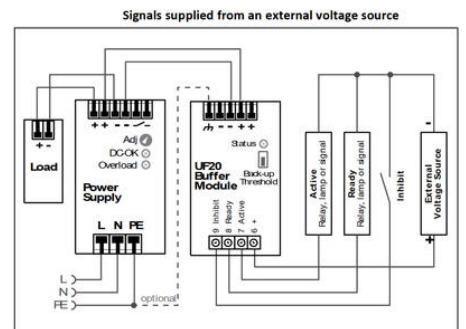 Signals supplied from an external voltage source
+ + - - 
- - + +
Adj
DC-OK
Overload
Status
Load
+ -
Power
Supply
UF20
Buffer
Module
Back-up
Threshold
L N PE
9 Inhibit
8 Ready
7 Active
6 +
Active
Relay, lamp or signal
Ready
Relay, lamp or signal
Inhibit
External
Voltage Source
-
+
L
N
PE
optional